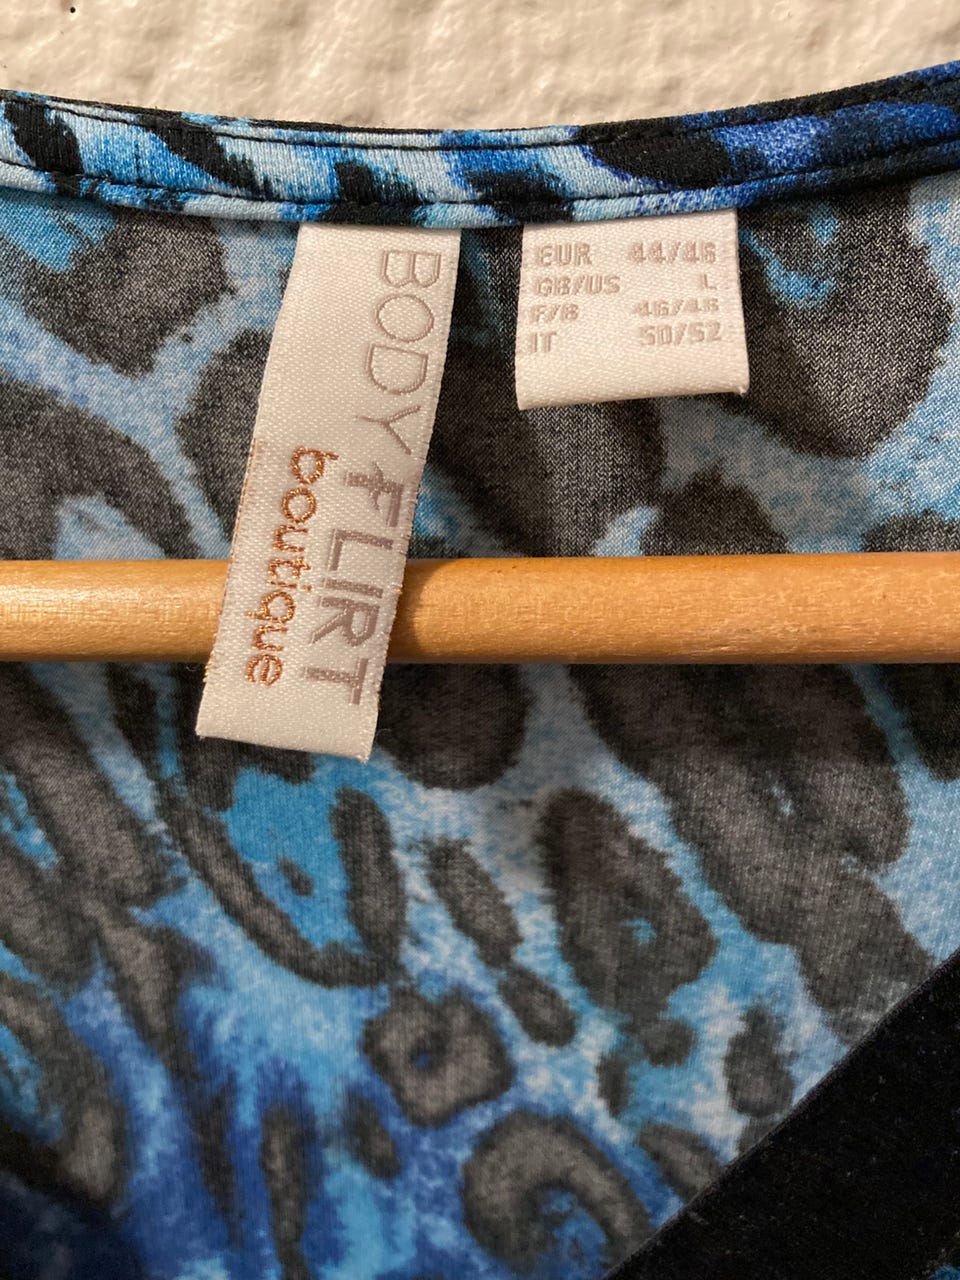 BODY FLIRT
boutique
EUR 44/46
GB/US L
F/B 46/48
IT 50/52